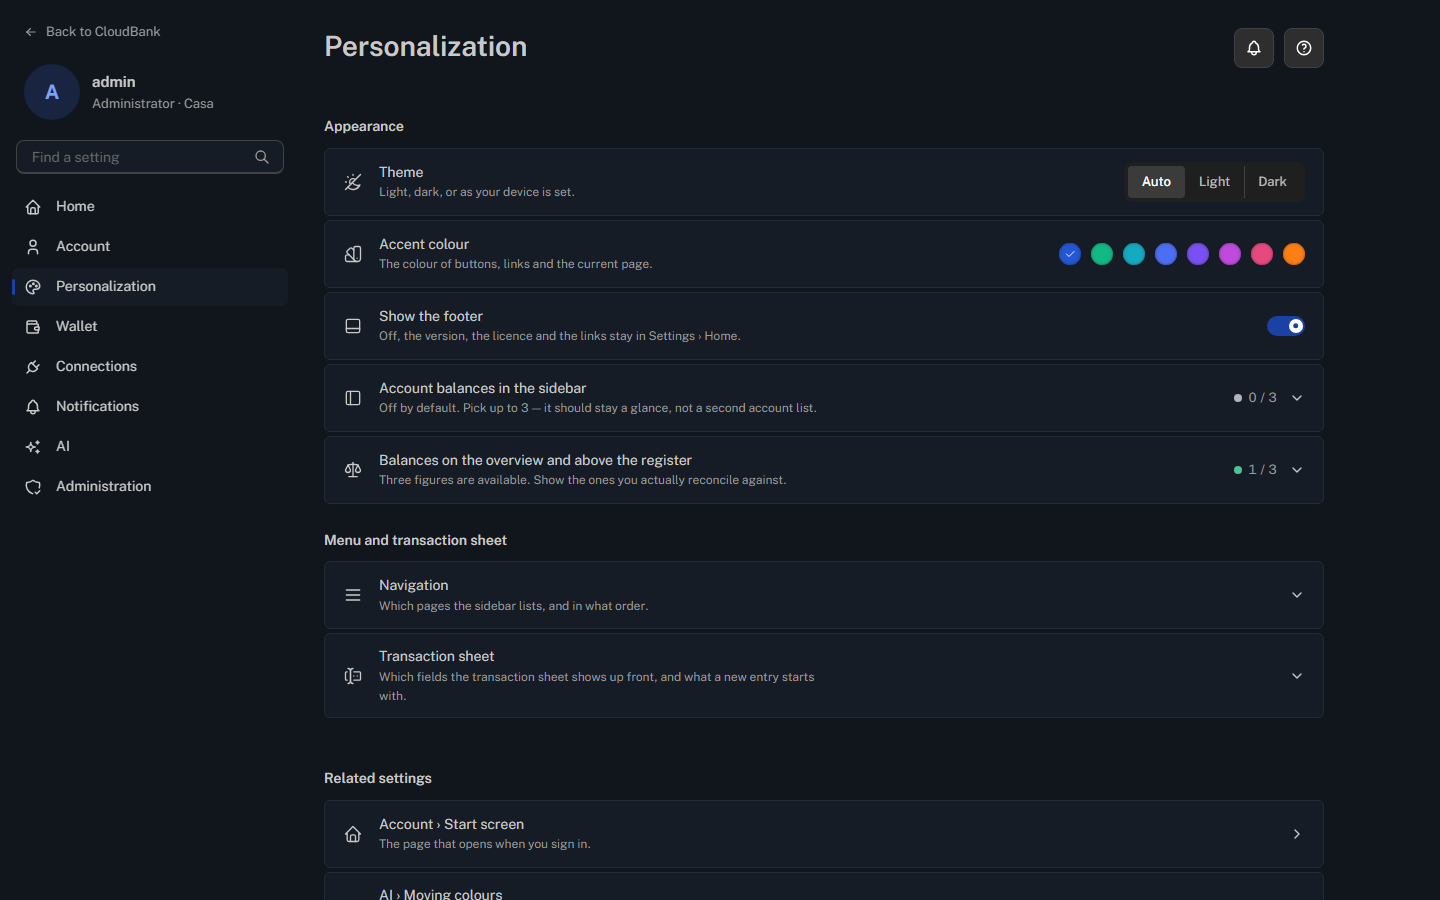 Back to CloudBank
A
admin
Administrator · Casa
Find a setting
Home
Account
Personalization
Wallet
Connections
Notifications
AI
Administration
Personalization
Appearance
Theme
Light, dark, or as your device is set.
Auto
Light
Dark
Accent colour
The colour of buttons, links and the current page.
Show the footer
Off, the version, the licence and the links stay in Settings › Home.
Account balances in the sidebar
Off by default. Pick up to 3 — it should stay a glance, not a second account list.
0 / 3
Balances on the overview and above the register
Three figures are available. Show the ones you actually reconcile against.
1 / 3
Menu and transaction sheet
Navigation
Which pages the sidebar lists, and in what order.
Transaction sheet
Which fields the transaction sheet shows up front, and what a new entry starts
with.
Related settings
Account › Start screen
The page that opens when you sign in.
AI › Moving colours